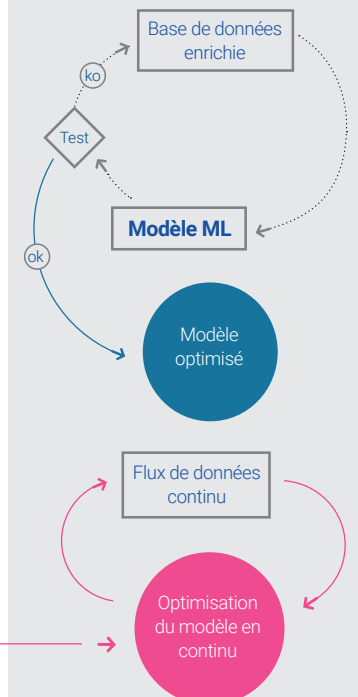 Base de données
enrichie
ko
Test
Modèle ML
ok
Modèle
optimisé
Flux de données
continu
Optimisation
du modèle en
continu